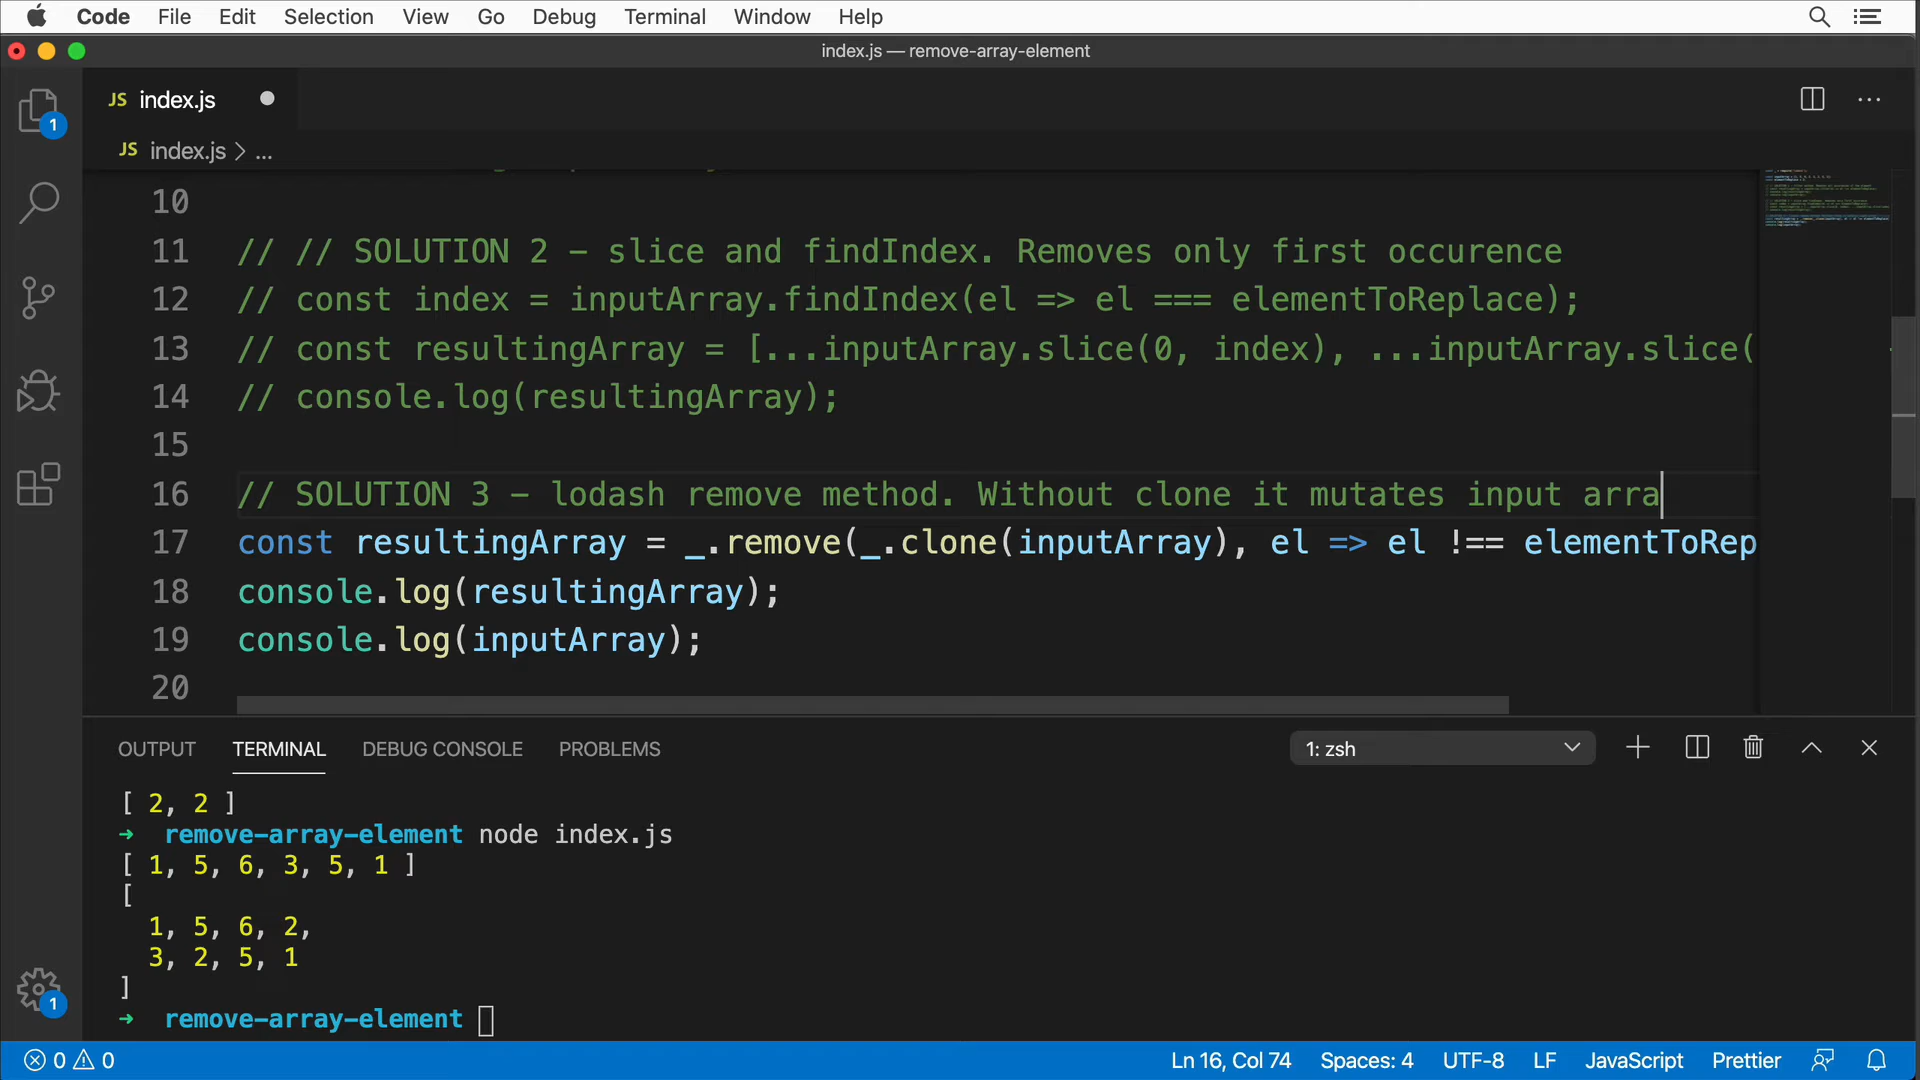 Code File Edit Selection View Go Debug Terminal Window Help
index.js — remove-array-element
JS index.js
1
JS index.js > ...
10
11 // // SOLUTION 2 - slice and findIndex. Removes only first occurence
12 // const index = inputArray.findIndex(el => el === elementToReplace);
13 // const resultingArray = [...inputArray.slice(0, index), ...inputArray.slice(
14 // console.log(resultingArray);
15
16 // SOLUTION 3 - lodash remove method. Without clone it mutates input arra
17 const resultingArray = _.remove(_.clone(inputArray), el => el !== elementToRep
18 console.log(resultingArray);
19 console.log(inputArray);
20
OUTPUT TERMINAL DEBUG CONSOLE PROBLEMS 1: zsh
[ 2, 2 ]
➜ remove-array-element node index.js
[ 1, 5, 6, 3, 5, 1 ]
[
1, 5, 6, 2,
3, 2, 5, 1
]
➜ remove-array-element
1
0 0 Ln 16, Col 74 Spaces: 4 UTF-8 LF JavaScript Prettier